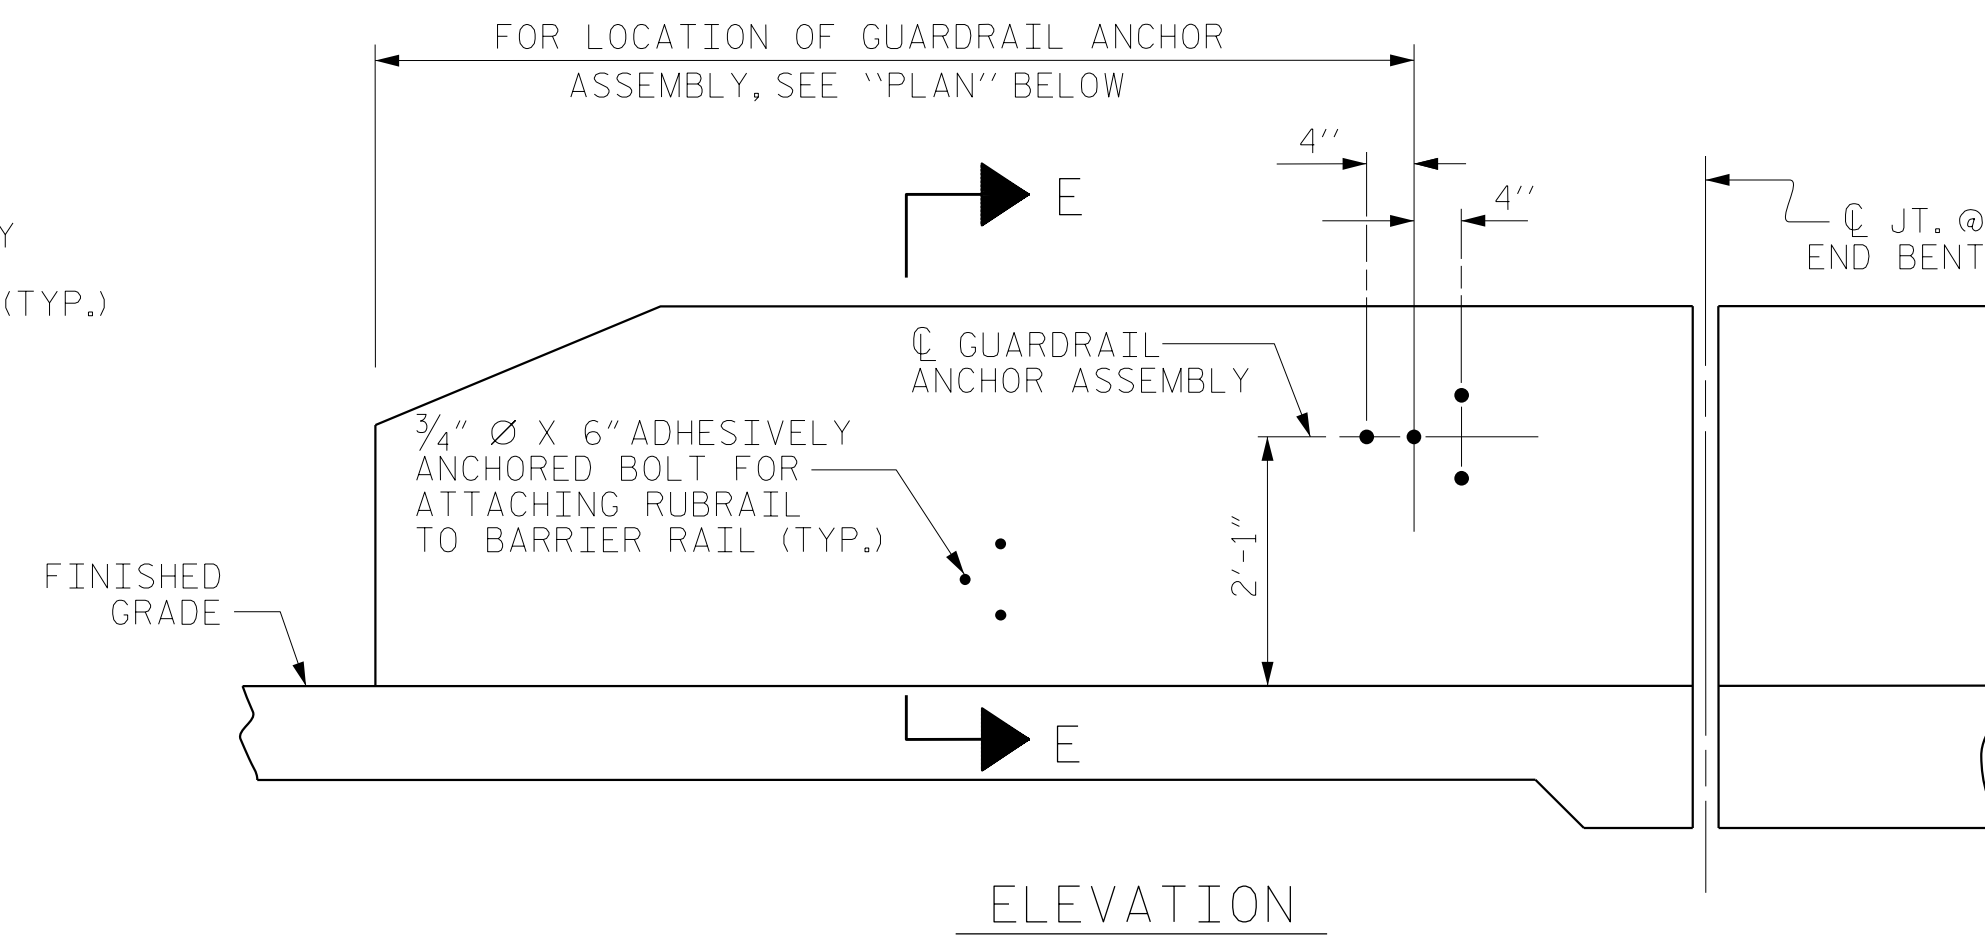 FOR LOCATION OF GUARDRAIL ANCHOR
ASSEMBLY, SEE "PLAN" BELOW
4"
4"
E
Y
(TYP.)
℄ JT. @
END BENT
℄ GUARDRAIL
ANCHOR ASSEMBLY
3/4" Ø X 6" ADHESIVELY
ANCHORED BOLT FOR
ATTACHING RUBRAIL
TO BARRIER RAIL (TYP.)
2'-1"
FINISHED
GRADE
E
ELEVATION